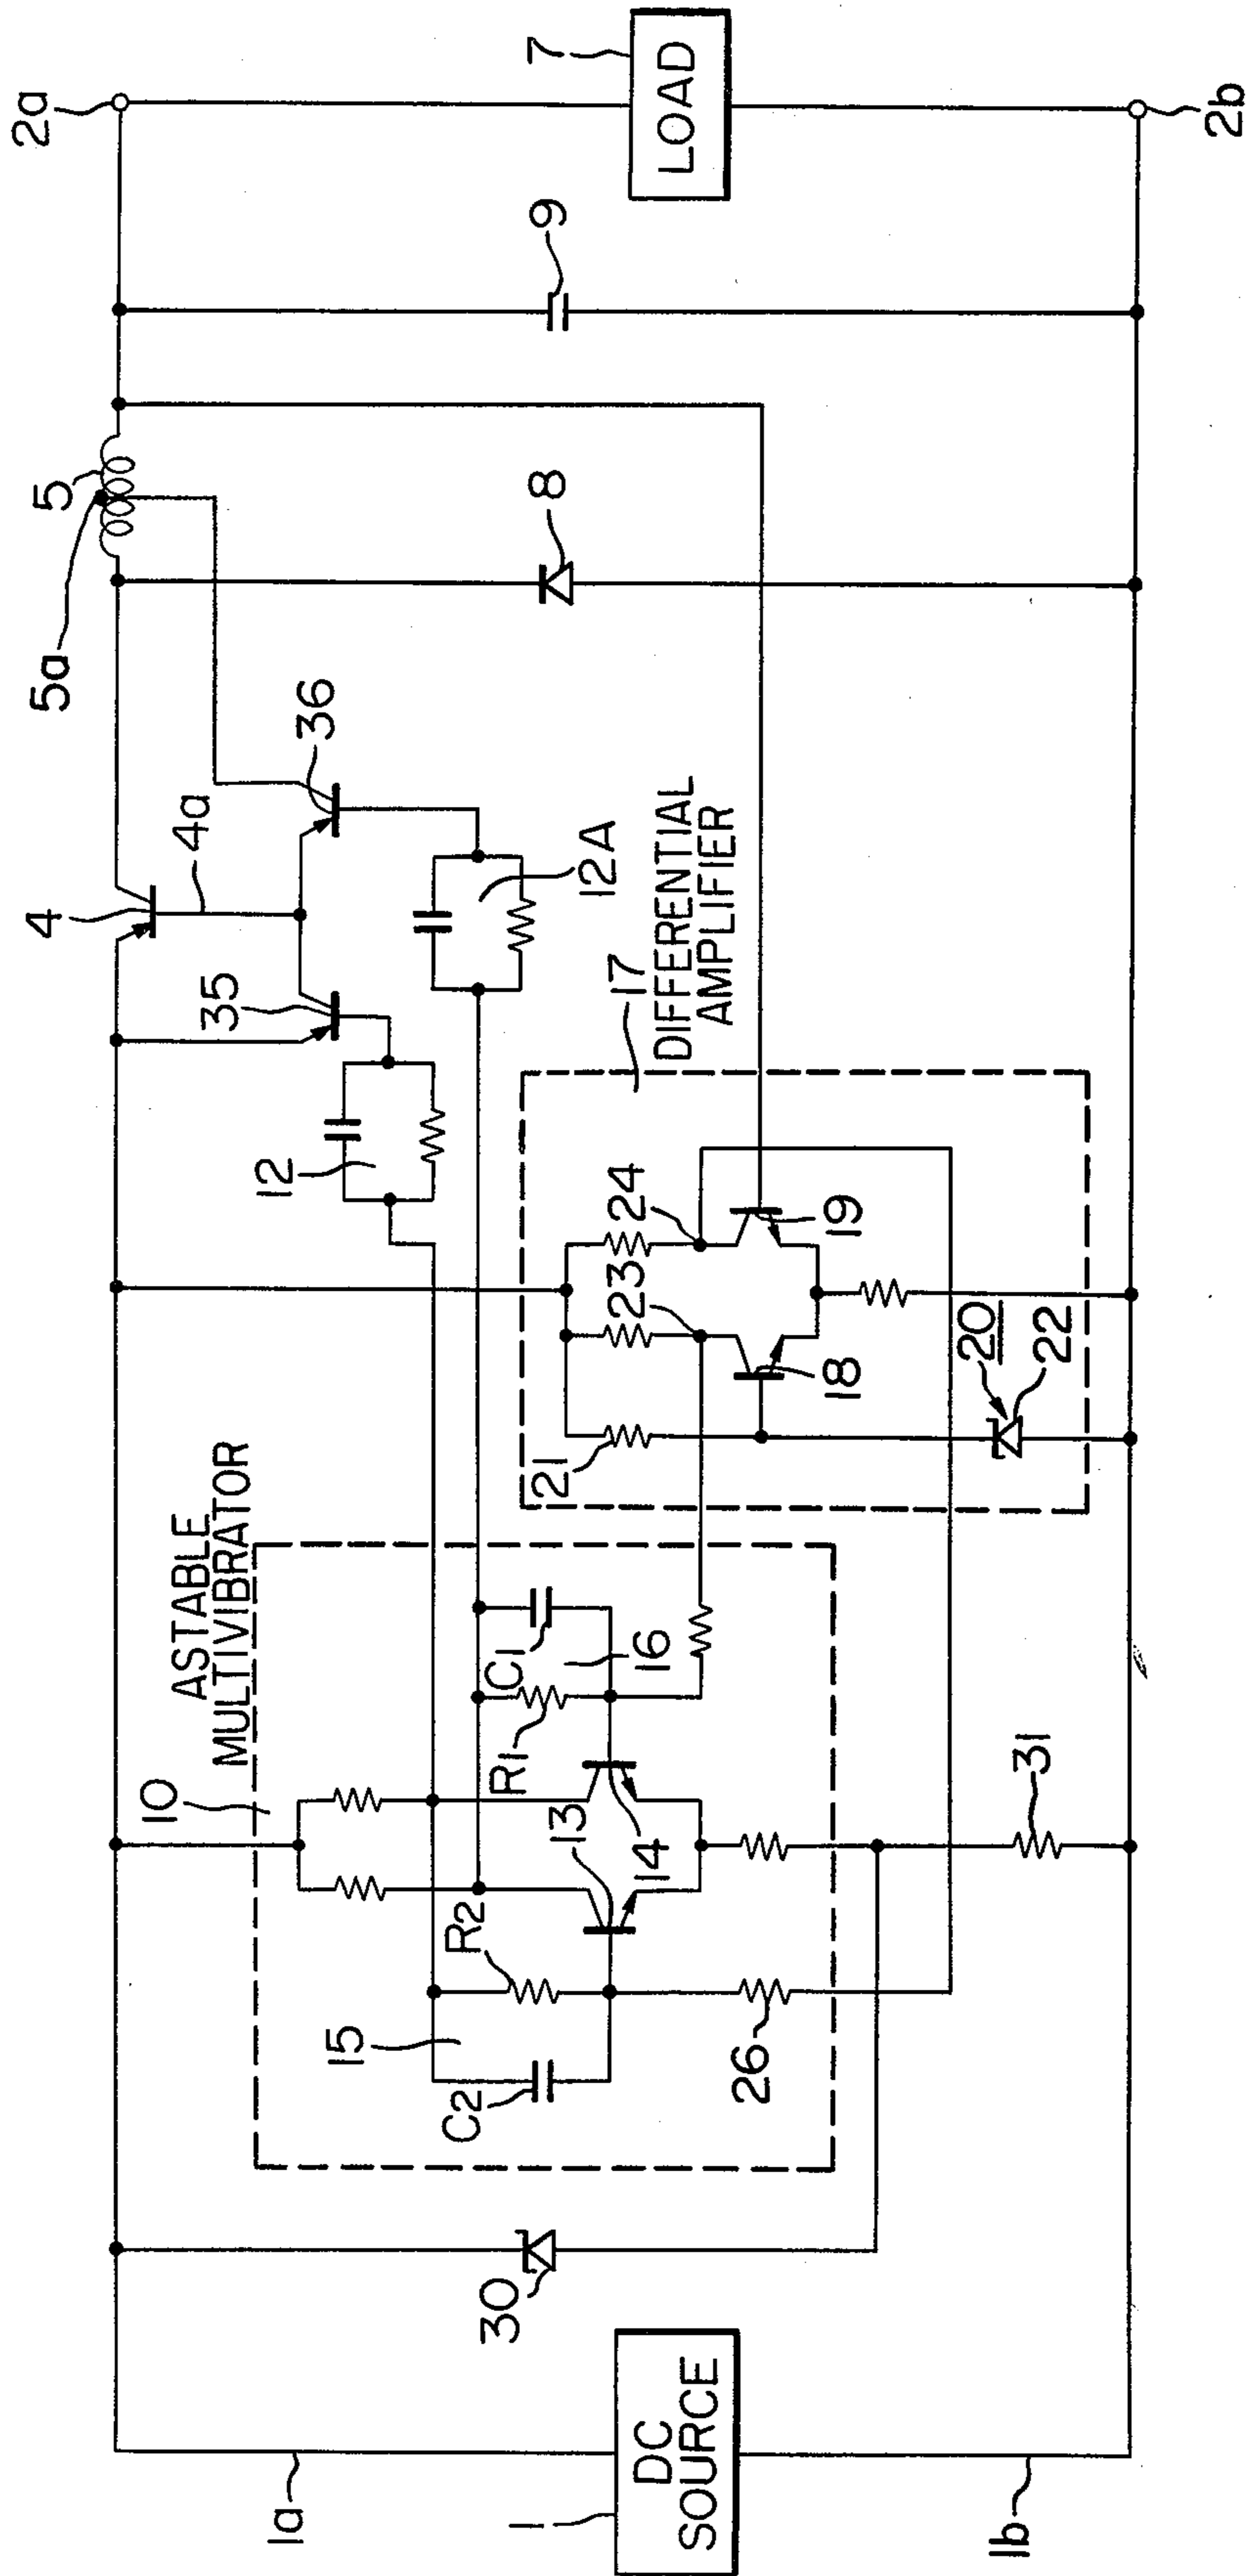 1
DC
SOURCE
1a
1b
30
10
ASTABLE
MULTIVIBRATOR
15
C2
R2
26
13
14
R1
C1
16
31
12
35
4
4a
36
12A
17
DIFFERENTIAL
AMPLIFIER
21
23
24
18
19
20
22
5a
5
8
9
2a
7
LOAD
2b